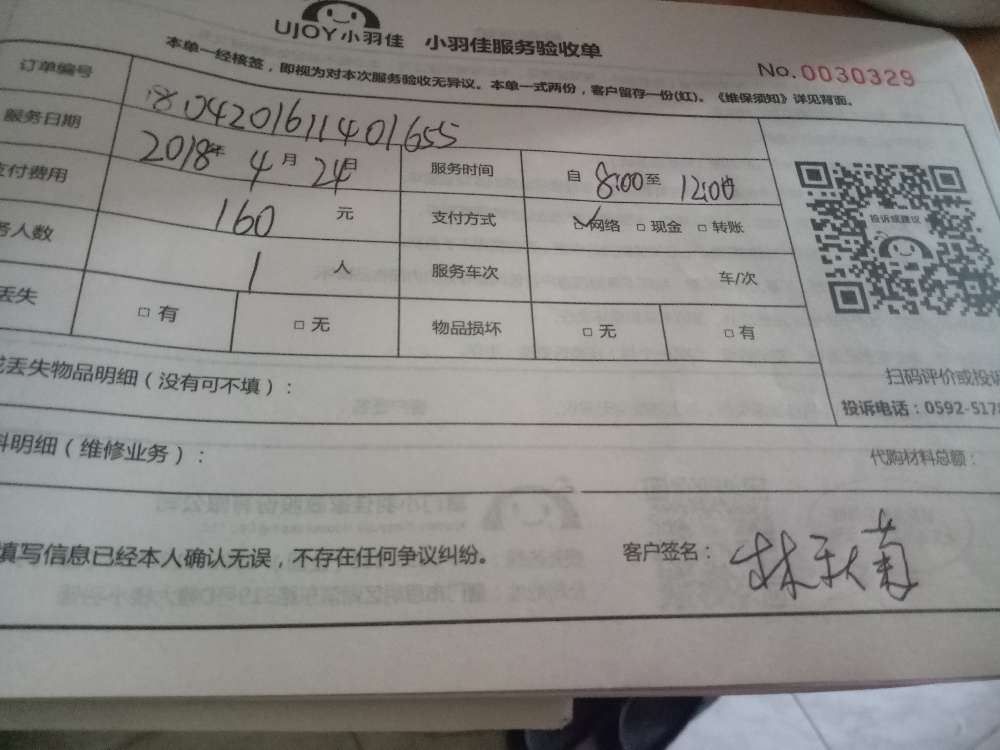 UJOY小羽佳 小羽佳服务验收单
No.0030329
本单一经核签，即视为对本次服务验收无异议。本单一式两份，客户留存一份(红)。《维保须知》详见背面。
订单编号 1804201611401655
服务日期 2018年 4月 24日 服务时间 自 8:00至 12:00
支付费用 160 元 支付方式 ☑网络 □现金 □转账
务人数 1 人 服务车次 车/次
丢失 □有 □无 物品损坏 □无 □有
投诉或建议
扫码评价或投诉
投诉电话：0592-5178
丢失物品明细（没有可不填）：
料明细（维修业务）：
代购材料总额：
填写信息已经本人确认无误，不存在任何争议纠纷。 客户签名：林秋菊